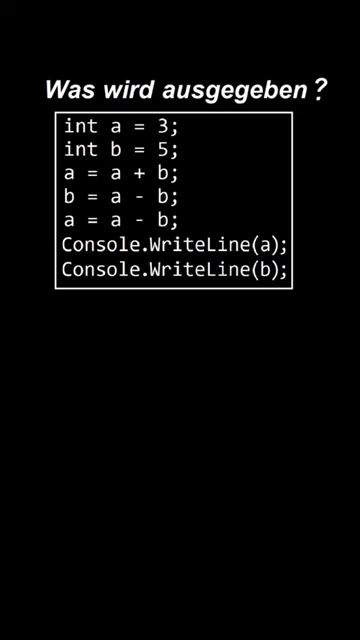 Was wird ausgegeben?
int a = 3;
int b = 5;
a = a + b;
b = a - b;
a = a - b;
Console.WriteLine(a);
Console.WriteLine(b);